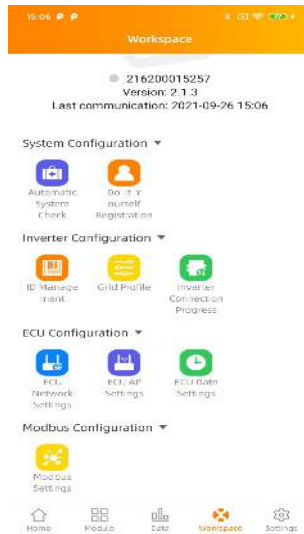 15:06 P P
Workspace
216200015257
Version: 2.1.3
Last communication: 2021-09-26 15:06
System Configuration
Automatic
System
Check
Do It Y
ourself
Registration
Inverter Configuration
ID Manage
ment
Grid Profile
Inverter
Connection
Progress
ECU Configuration
ECU
Network
Settings
ECU AP
Settings
ECU Date
Settings
Modbus Configuration
Modbus
Settings
Home
Module
Data
Workspace
Settings